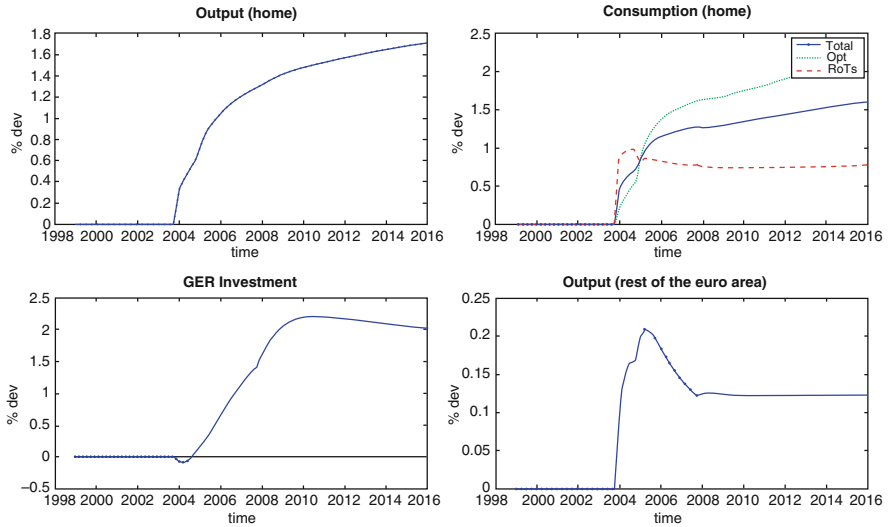 Output (home)
1.8
1.6
1.4
1.2
1
0.8
0.6
0.4
0.2
0
% dev
1998 2000 2002 2004 2006 2008 2010 2012 2014 2016
time
Consumption (home)
2.5
2
1.5
1
0.5
0
% dev
Total
Opt
RoTs
1998 2000 2002 2004 2006 2008 2010 2012 2014 2016
time
GER Investment
2.5
2
1.5
1
0.5
0
−0.5
% dev
1998 2000 2002 2004 2006 2008 2010 2012 2014 2016
time
Output (rest of the euro area)
0.25
0.2
0.15
0.1
0.05
0
% dev
1998 2000 2002 2004 2006 2008 2010 2012 2014 2016
time